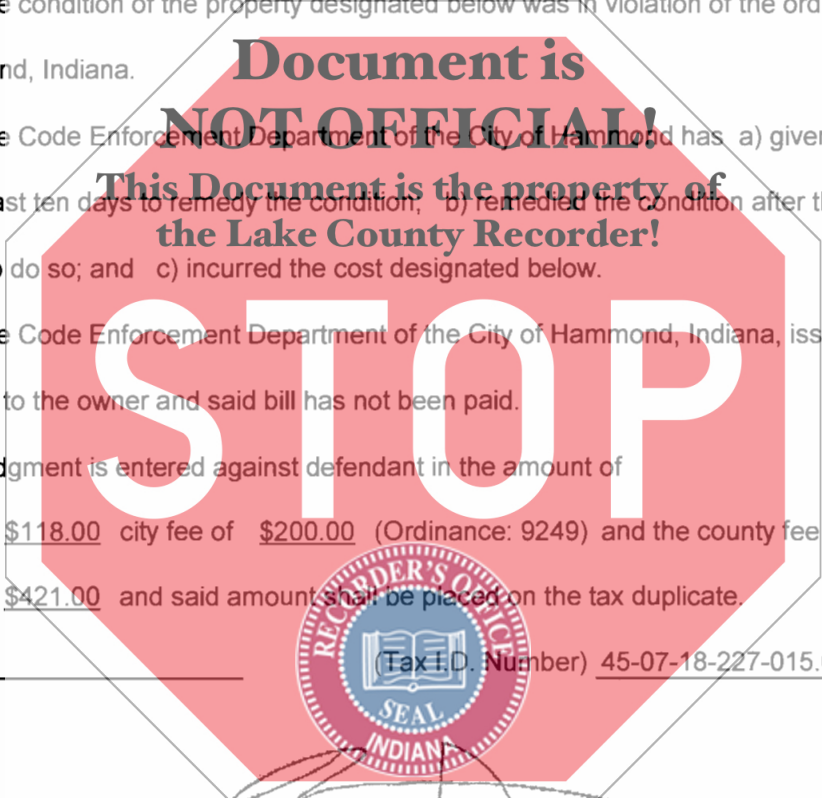 condition of the property designated below was in violation of the ord
Document is
nd, Indiana.
NOT OFFICIAL!
e Code Enforcement Department of the City of Hammond has a) given
This Document is the property of
ast ten days to remedy the condition; b) remedied the condition after t
the Lake County Recorder!
do so; and c) incurred the cost designated below.
STOP
e Code Enforcement Department of the City of Hammond, Indiana, iss
to the owner and said bill has not been paid.
dgment is entered against defendant in the amount of
$118.00 city fee of $200.00 (Ordinance: 9249) and the county fee
$421.00 and said amount shall be placed on the tax duplicate.
RECORDER'S OFFICE
(Tax I.D. Number) 45-07-18-227-015.
SEAL
INDIANA